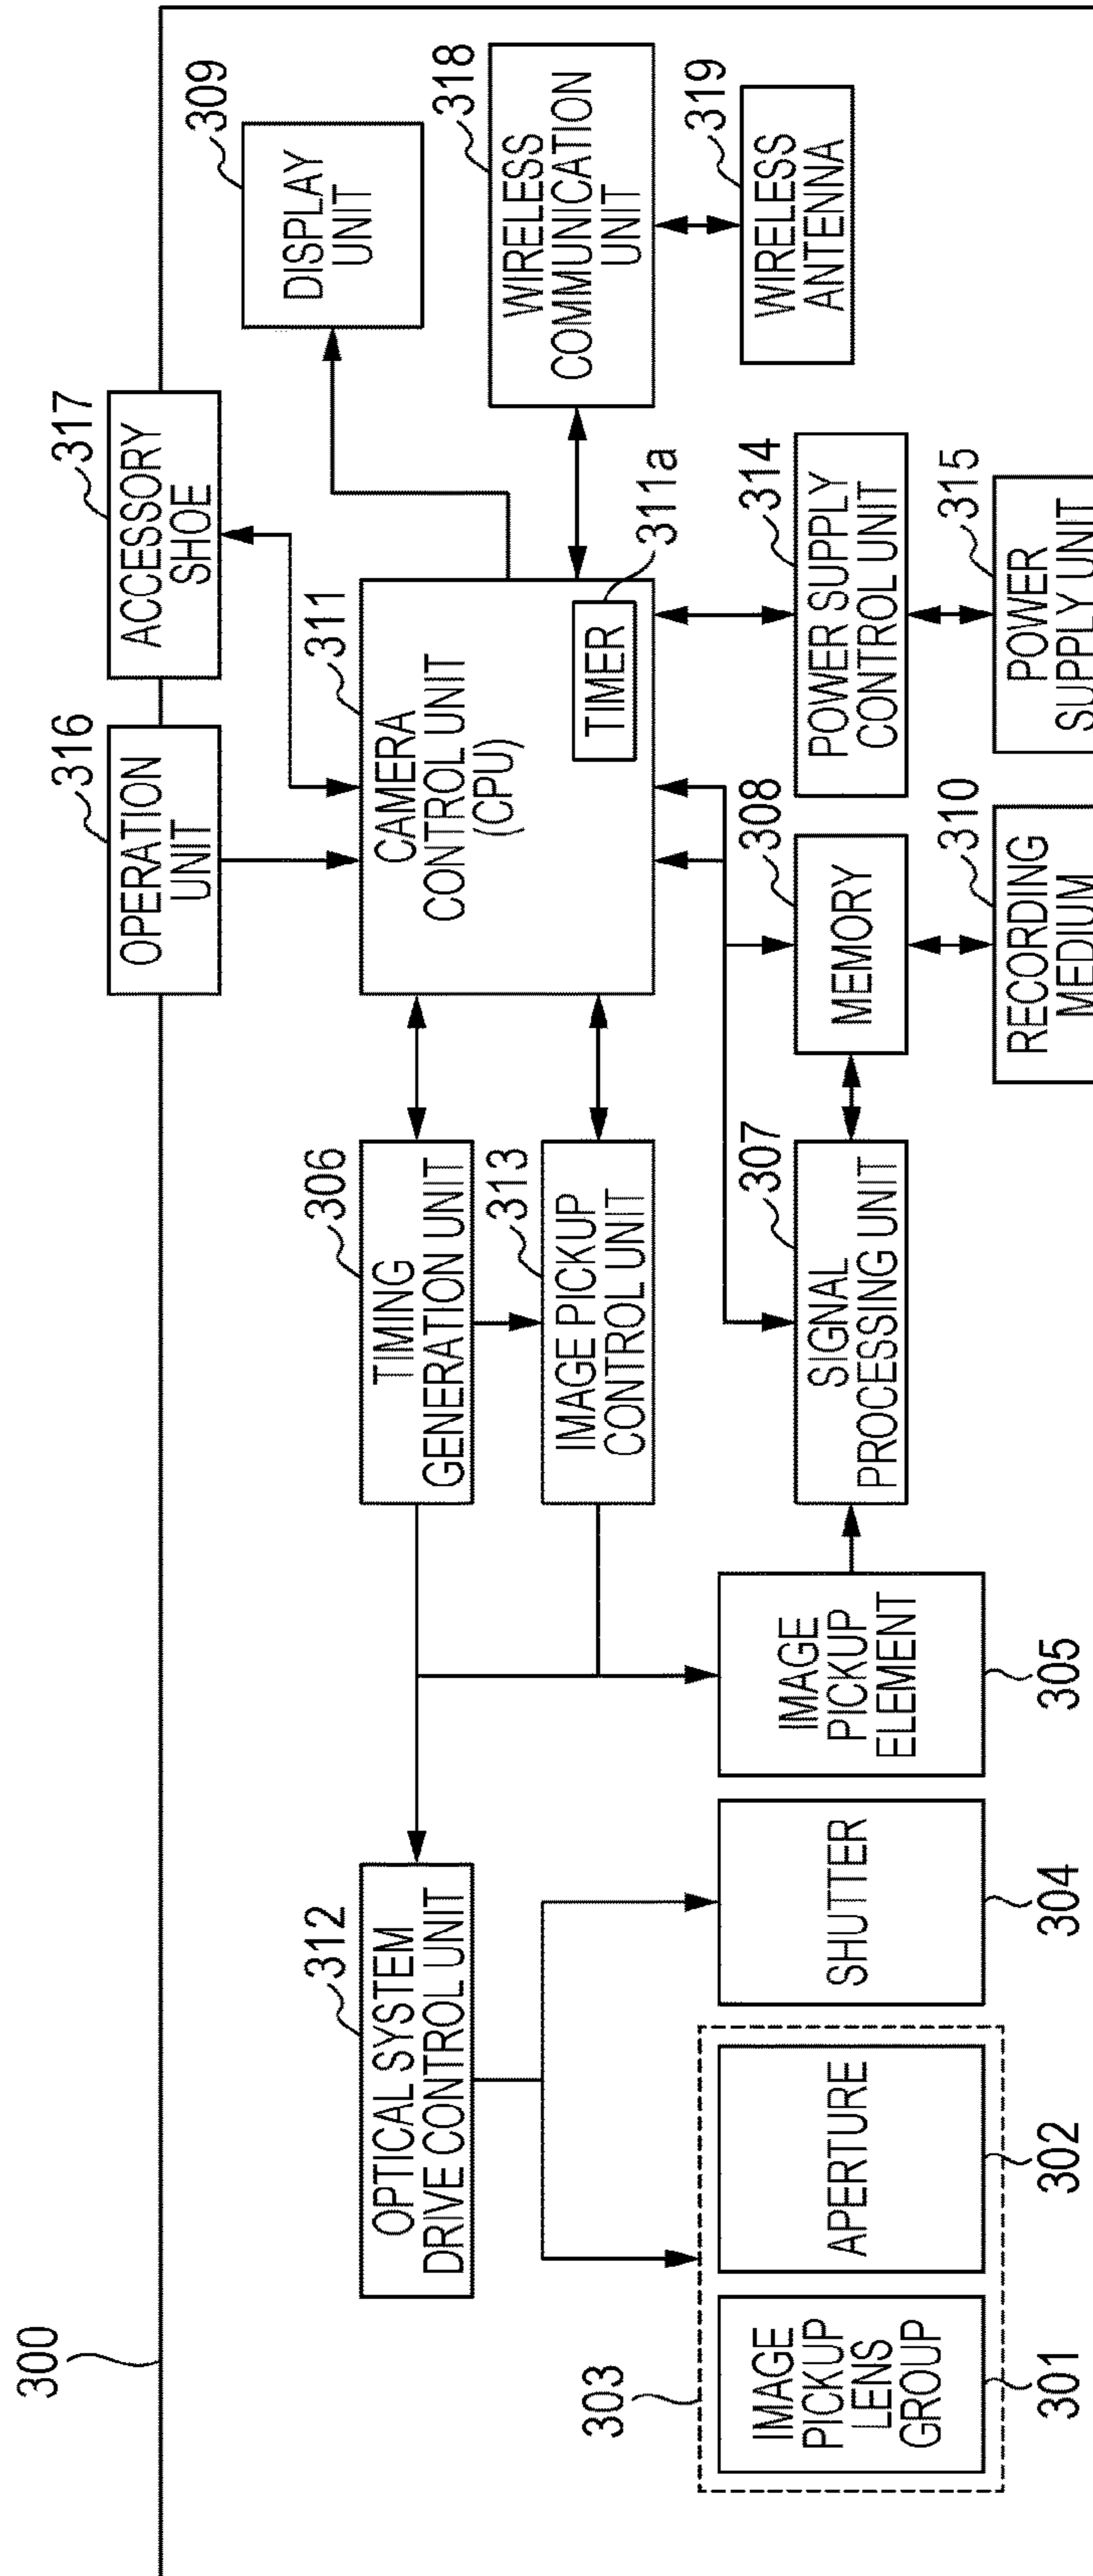 300
316
OPERATION
UNIT
317
ACCESSORY
SHOE
309
DISPLAY
UNIT
312
OPTICAL SYSTEM
DRIVE CONTROL UNIT
306
TIMING
GENERATION UNIT
311
CAMERA
CONTROL UNIT
(CPU)
TIMER
311a
318
WIRELESS
COMMUNICATION
UNIT
313
IMAGE PICKUP
CONTROL UNIT
303
IMAGE
PICKUP
LENS
GROUP
301
APERTURE
302
SHUTTER
304
IMAGE
PICKUP
ELEMENT
305
307
SIGNAL
PROCESSING UNIT
308
MEMORY
314
POWER SUPPLY
CONTROL UNIT
319
WIRELESS
ANTENNA
310
RECORDING
MEDIUM
315
POWER
SUPPLY UNIT